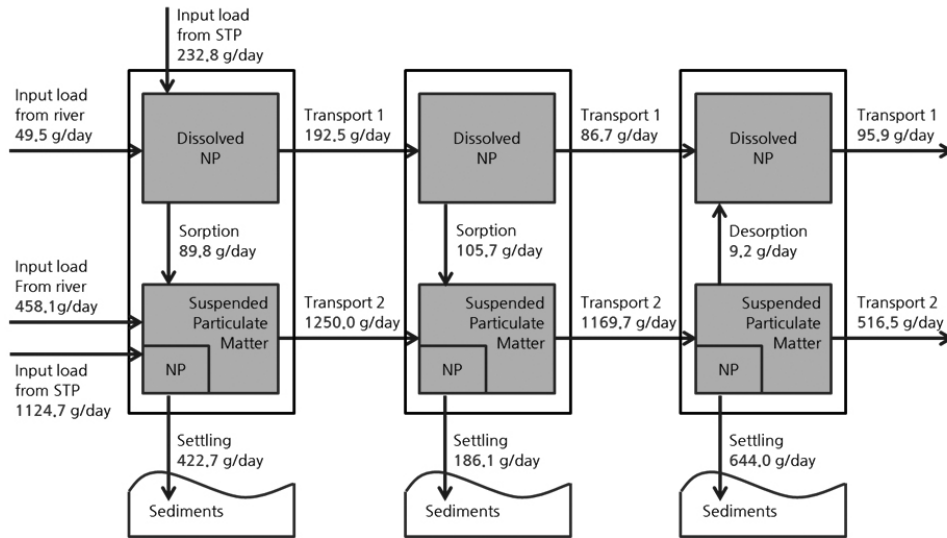 Input load
from STP
232.8 g/day
Input load
from river
49.5 g/day
Dissolved
NP
Transport 1
192.5 g/day
Dissolved
NP
Transport 1
86.7 g/day
Dissolved
NP
Transport 1
95.9 g/day
Sorption
89.8 g/day
Sorption
105.7 g/day
Desorption
9.2 g/day
Input load
From river
458.1g/day
Input load
from STP
1124.7 g/day
Suspended
Particulate
Matter
NP
Transport 2
1250.0 g/day
Suspended
Particulate
Matter
NP
Transport 2
1169.7 g/day
Suspended
Particulate
Matter
NP
Transport 2
516.5 g/day
Settling
422.7 g/day
Settling
186.1 g/day
Settling
644.0 g/day
Sediments
Sediments
Sediments